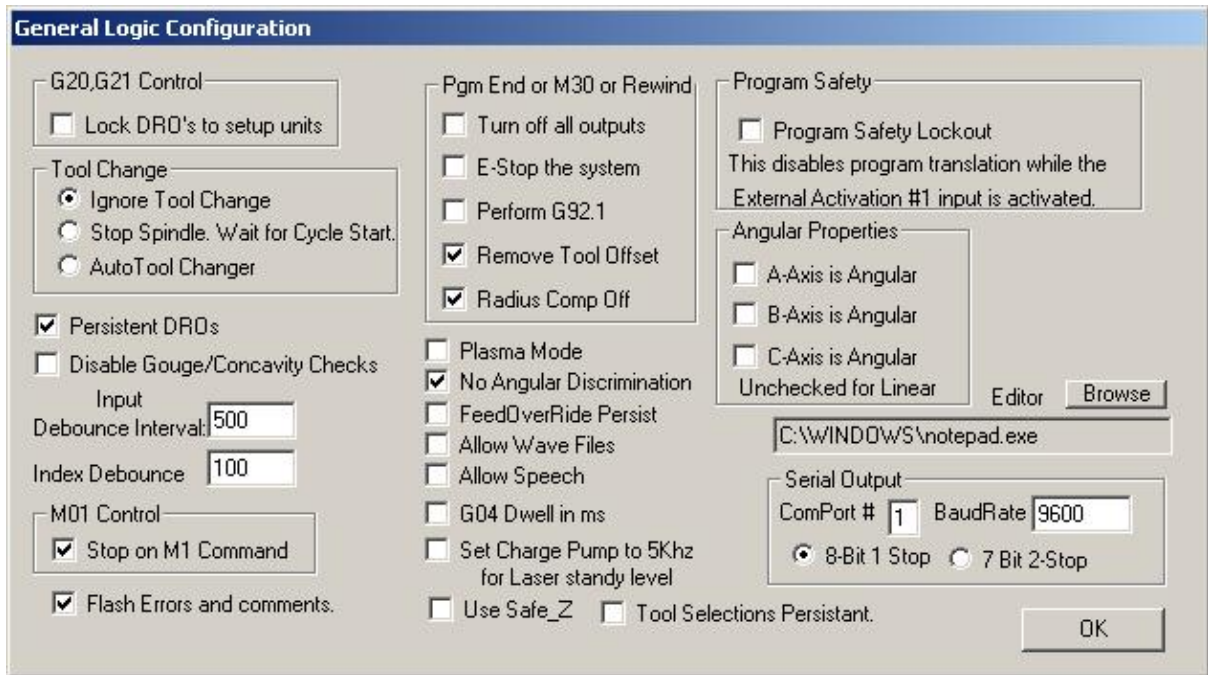 General Logic Configuration
G20,G21 Control
Lock DRO's to setup units
Tool Change
Ignore Tool Change
Stop Spindle. Wait for Cycle Start.
AutoTool Changer
Persistent DROs
Disable Gouge/Concavity Checks
Input
Debounce Interval: 500
Index Debounce 100
M01 Control
Stop on M1 Command
Flash Errors and comments.
Pgm End or M30 or Rewind
Turn off all outputs
E-Stop the system
Perform G92.1
Remove Tool Offset
Radius Comp Off
Plasma Mode
No Angular Discrimination
FeedOverRide Persist
Allow Wave Files
Allow Speech
G04 Dwell in ms
Set Charge Pump to 5Khz
for Laser standy level
Use Safe_Z
Tool Selections Persistant.
Program Safety
Program Safety Lockout
This disables program translation while the
External Activation #1 input is activated.
Angular Properties
A-Axis is Angular
B-Axis is Angular
C-Axis is Angular
Unchecked for Linear
Editor Browse
C:\WINDOWS\notepad.exe
Serial Output
ComPort # 1 BaudRate 9600
8-Bit 1 Stop 7 Bit 2-Stop
OK